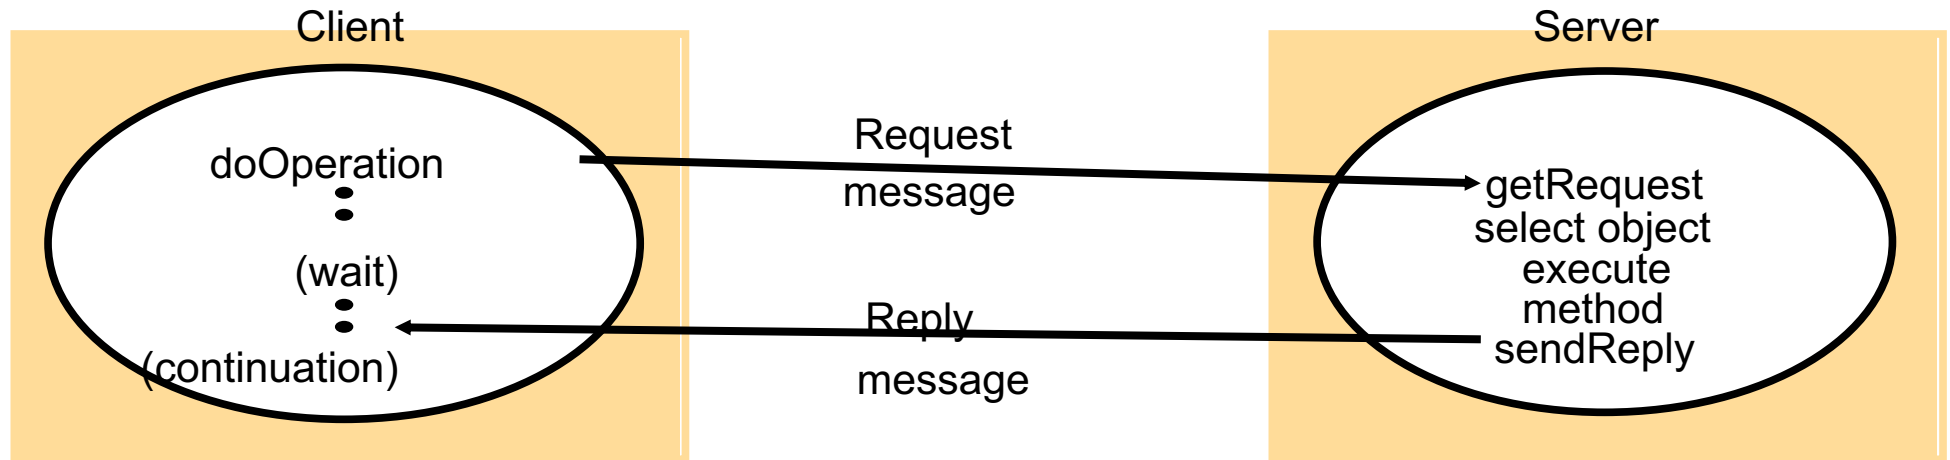 Client
doOperation
(wait)
(continuation)
Request
message
Reply
message
Server
getRequest
select object
execute
method
sendReply